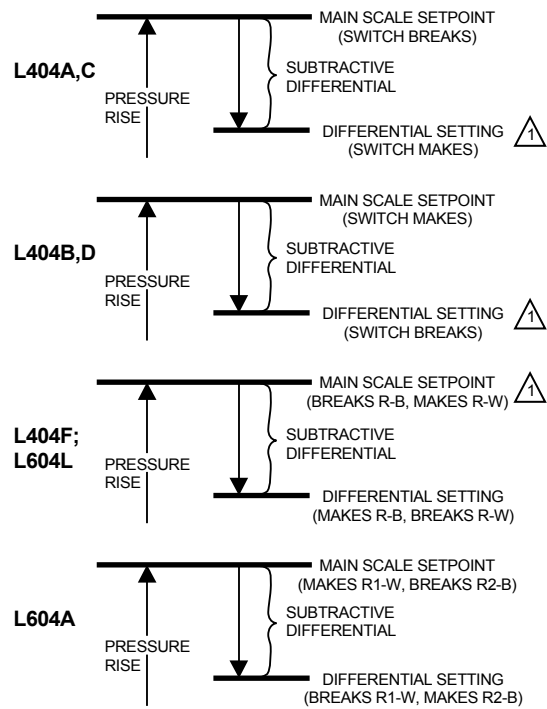 MAIN SCALE SETPOINT
(SWITCH BREAKS)
L404A,C
SUBTRACTIVE
DIFFERENTIAL
PRESSURE
RISE
DIFFERENTIAL SETTING
(SWITCH MAKES)
1
MAIN SCALE SETPOINT
(SWITCH MAKES)
L404B,D
SUBTRACTIVE
DIFFERENTIAL
PRESSURE
RISE
DIFFERENTIAL SETTING
(SWITCH BREAKS)
1
MAIN SCALE SETPOINT
(BREAKS R-B, MAKES R-W)
1
L404F;
L604L
SUBTRACTIVE
DIFFERENTIAL
PRESSURE
RISE
DIFFERENTIAL SETTING
(MAKES R-B, BREAKS R-W)
MAIN SCALE SETPOINT
(MAKES R1-W, BREAKS R2-B)
L604A
SUBTRACTIVE
DIFFERENTIAL
PRESSURE
RISE
DIFFERENTIAL SETTING
(BREAKS R1-W, MAKES R2-B)